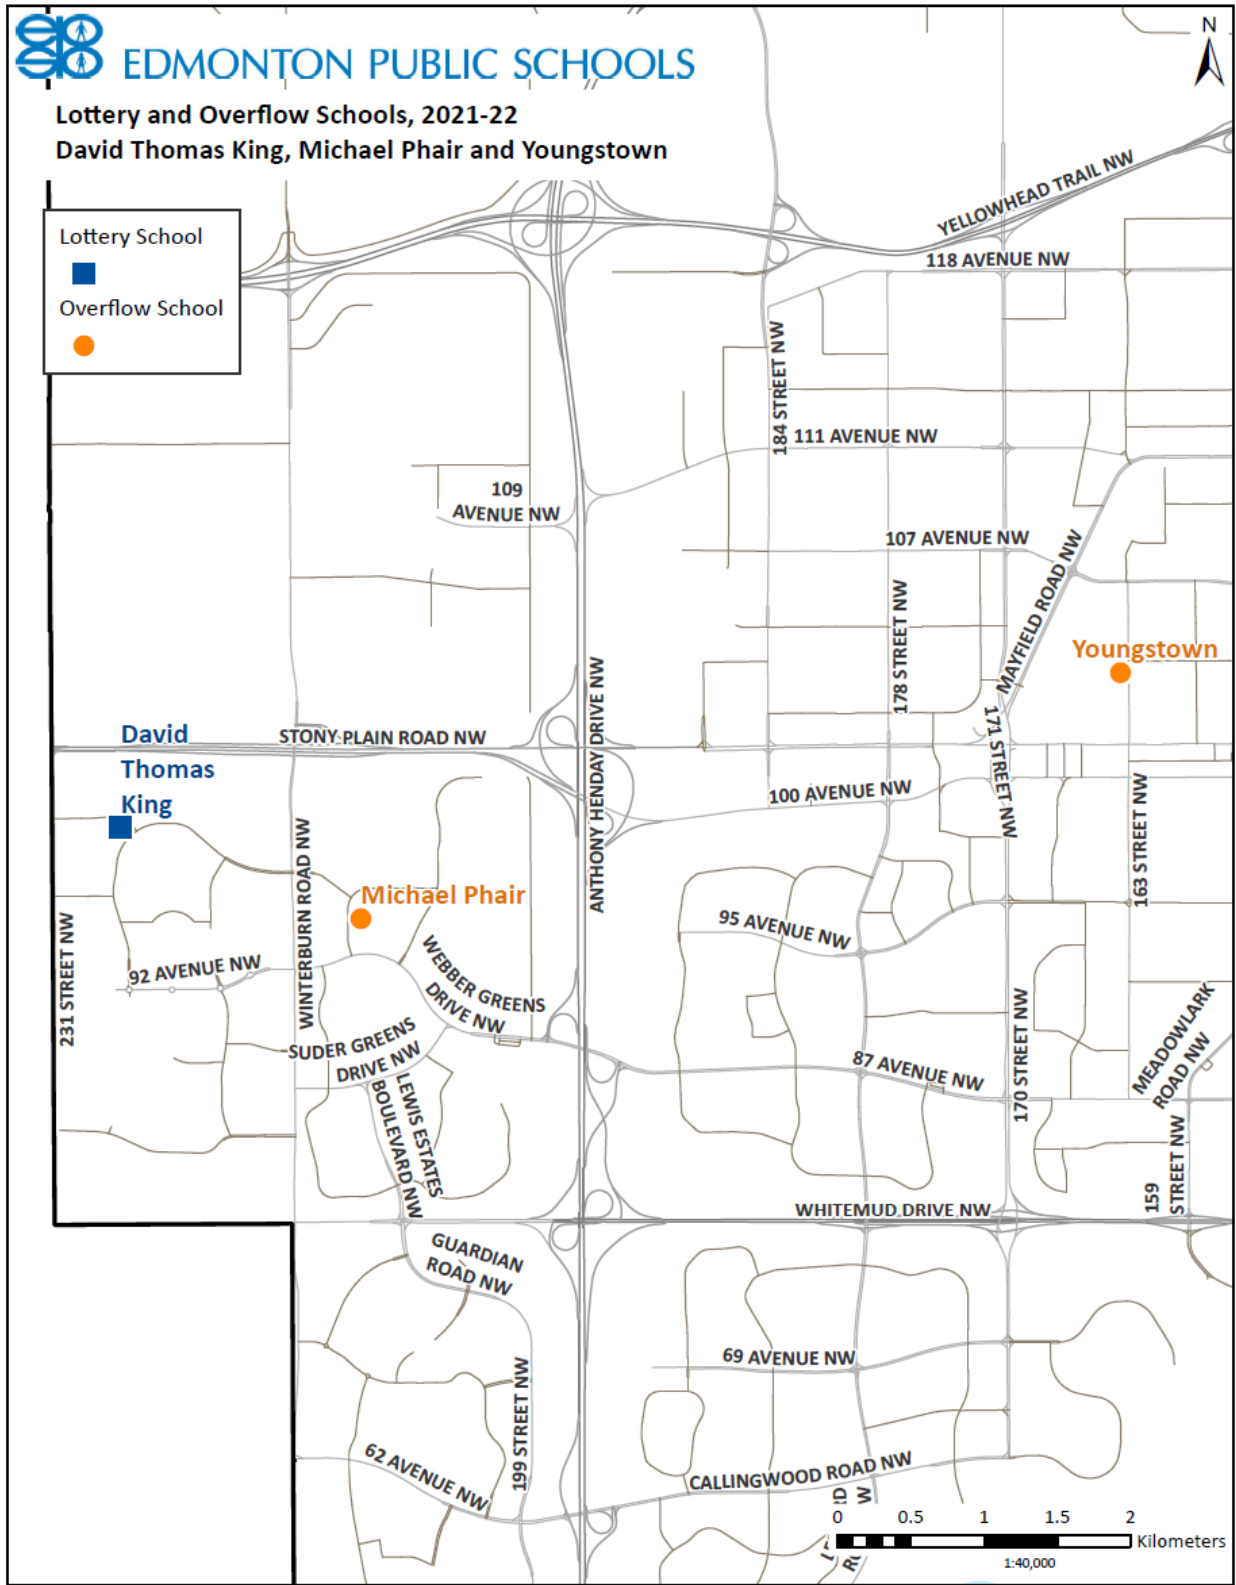 EDMONTON PUBLIC SCHOOLS
N
Lottery and Overflow Schools, 2021-22
David Thomas King, Michael Phair and Youngstown
Lottery School
Overflow School
YELLOWHEAD TRAIL NW
118 AVENUE NW
184 STREET NW
111 AVENUE NW
109
AVENUE NW
107 AVENUE NW
MAYFIELD ROAD NW
178 STREET NW
Youngstown
ANTHONY HENDAY DRIVE NW
171 STREET NW
David
Thomas
King
STONY PLAIN ROAD NW
100 AVENUE NW
163 STREET NW
WINTERBURN ROAD NW
Michael Phair
95 AVENUE NW
231 STREET NW
92 AVENUE NW
WEBBER GREENS
DRIVE NW
SUDER GREENS
DRIVE NW
LEWIS ESTATES
BOULEVARD NW
87 AVENUE NW
170 STREET NW
MEADOWLARK
ROAD NW
159
STREET NW
WHITEMUD DRIVE NW
GUARDIAN
ROAD NW
69 AVENUE NW
199 STREET NW
62 AVENUE NW
CALLINGWOOD ROAD NW
0 0.5 1 1.5 2
Kilometers
1:40,000